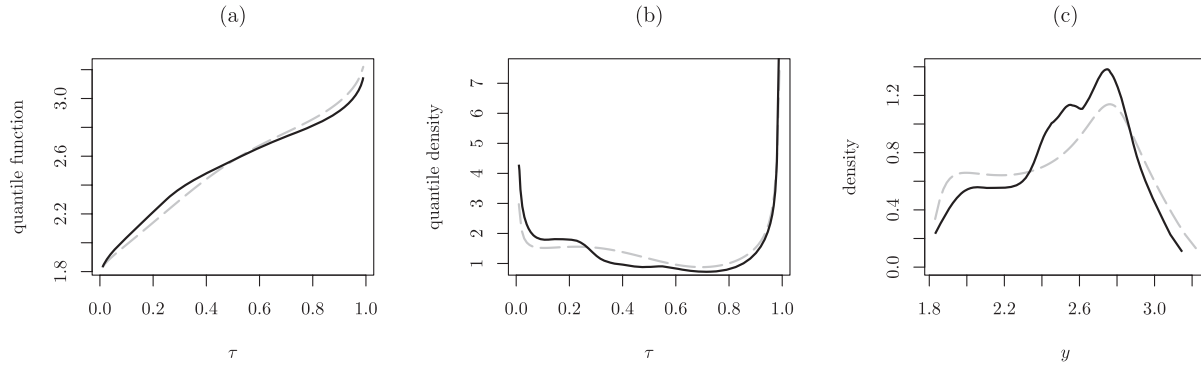 (a)
quantile function
1.8 2.2 2.6 3.0
0.0 0.2 0.4 0.6 0.8 1.0
τ
(b)
quantile density
1 2 3 4 5 6 7
0.0 0.2 0.4 0.6 0.8 1.0
τ
(c)
density
0.0 0.4 0.8 1.2
1.8 2.2 2.6 3.0
y